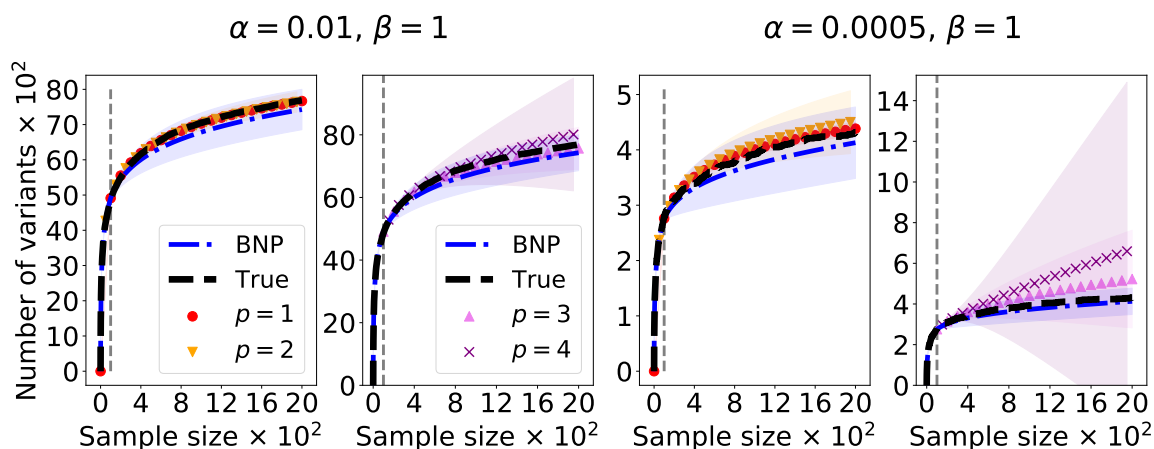 α = 0.01, β = 1
α = 0.0005, β = 1
Number of variants × 10²
80
70
60
50
40
30
20
10
0
0 4 8 12 16 20
Sample size × 10²
BNP
True
p = 1
p = 2
80
60
40
20
0
0 4 8 12 16 20
Sample size × 10²
BNP
True
p = 3
p = 4
5
4
3
2
1
0
0 4 8 12 16 20
Sample size × 10²
14
12
10
8
6
4
2
0
0 4 8 12 16 20
Sample size × 10²